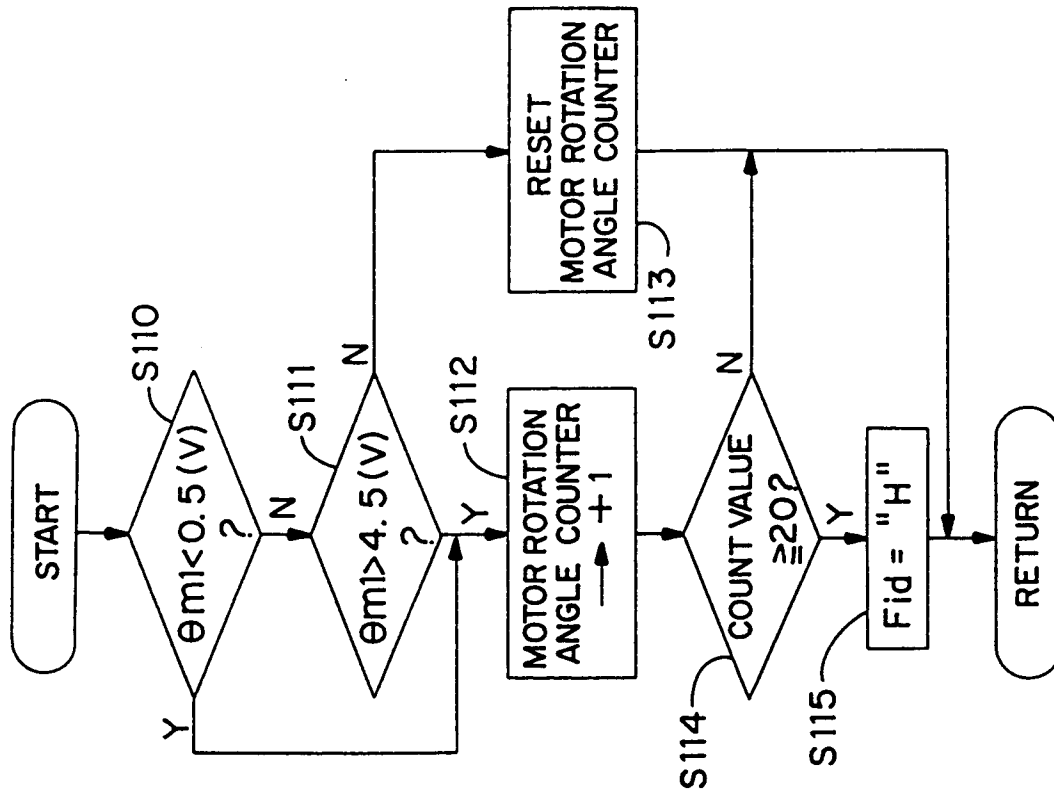 START
S110
θm1<0.5(V)
?
Y
N
S111
θm1>4.5(V)
?
N
Y
S112
MOTOR ROTATION
ANGLE COUNTER
→ +1
RESET
MOTOR ROTATION
ANGLE COUNTER
S113
S114
COUNT VALUE
≧20?
N
Y
S115
Fid = "H"
RETURN